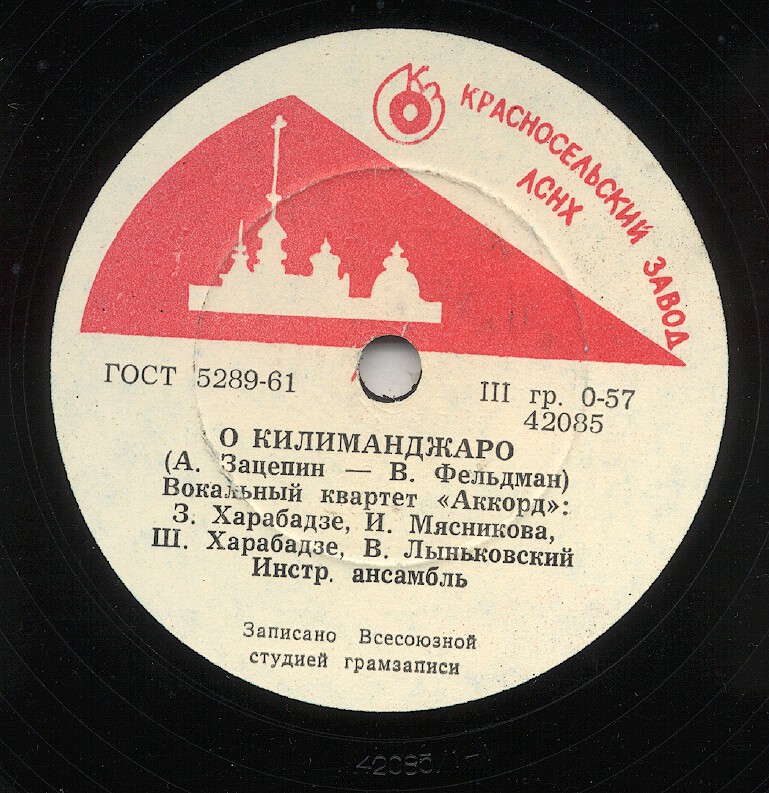 КЗ
КРАСНОСЕЛЬСКИЙ ЗАВОД
ЛСНХ
ГОСТ 5289-61
III гр. 0-57
42085
О КИЛИМАНДЖАРО
(А. Зацепин — В. Фельдман)
Вокальный квартет «Аккорд»:
З. Харабадзе, И. Мясникова,
Ш. Харабадзе, В. Лыньковский
Инстр. ансамбль
Записано Всесоюзной
студией грамзаписи
42085